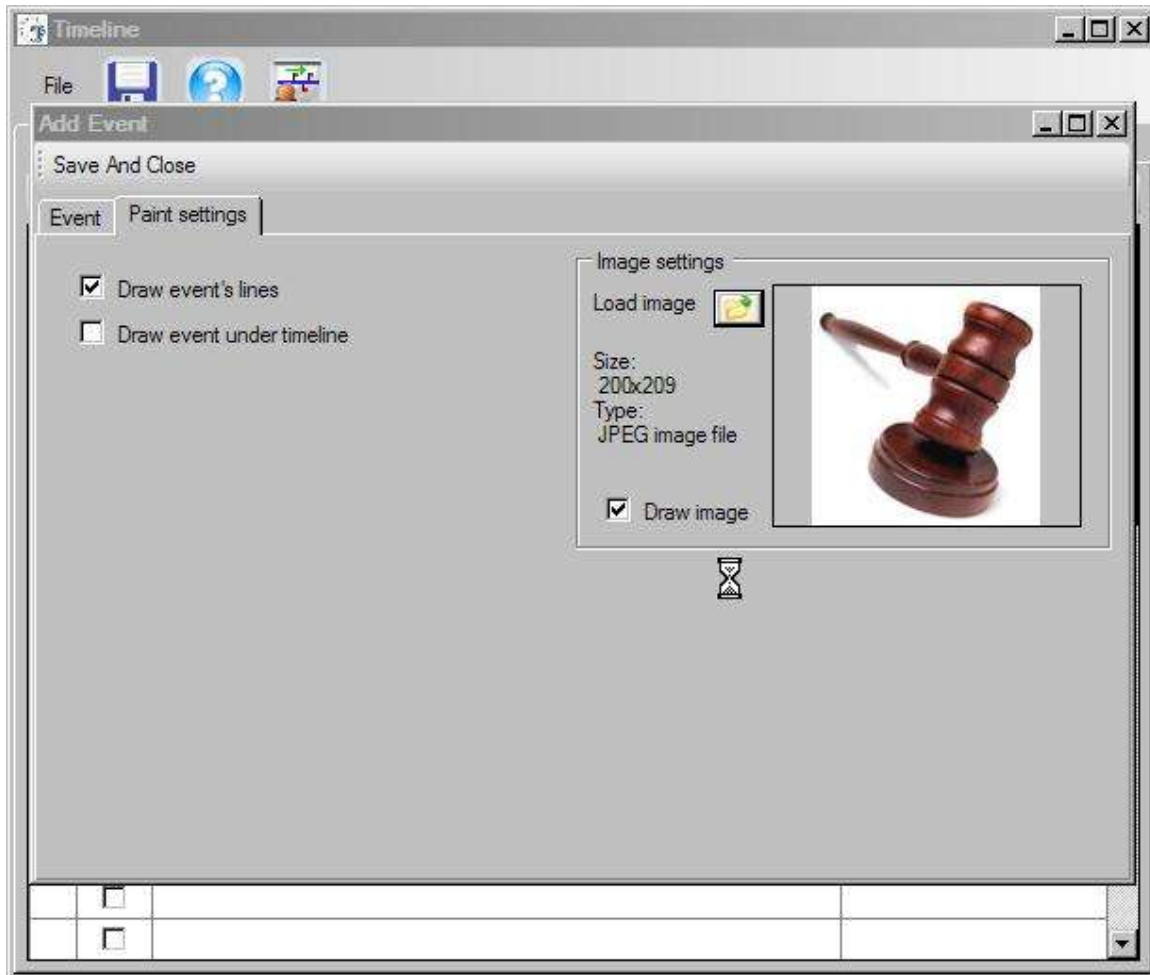 Timeline
File
Add Event
Save And Close
Event
Paint settings
Draw event's lines
Draw event under timeline
Image settings
Load image
Size:
200x209
Type:
JPEG image file
Draw image